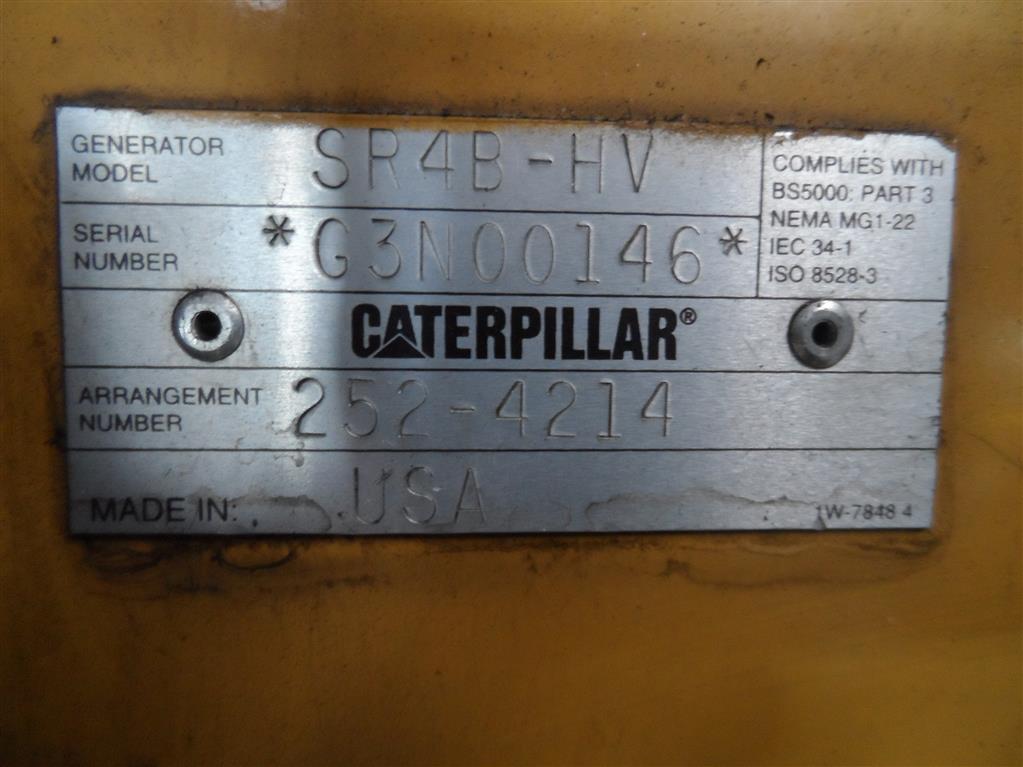 GENERATOR
MODEL
SR4B-HV
COMPLIES WITH
BS5000: PART 3
NEMA MG1-22
IEC 34-1
ISO 8528-3
SERIAL
NUMBER
*G3N00146*
CATERPILLAR®
ARRANGEMENT
NUMBER
252-4214
MADE IN:
USA
1W-7848 4